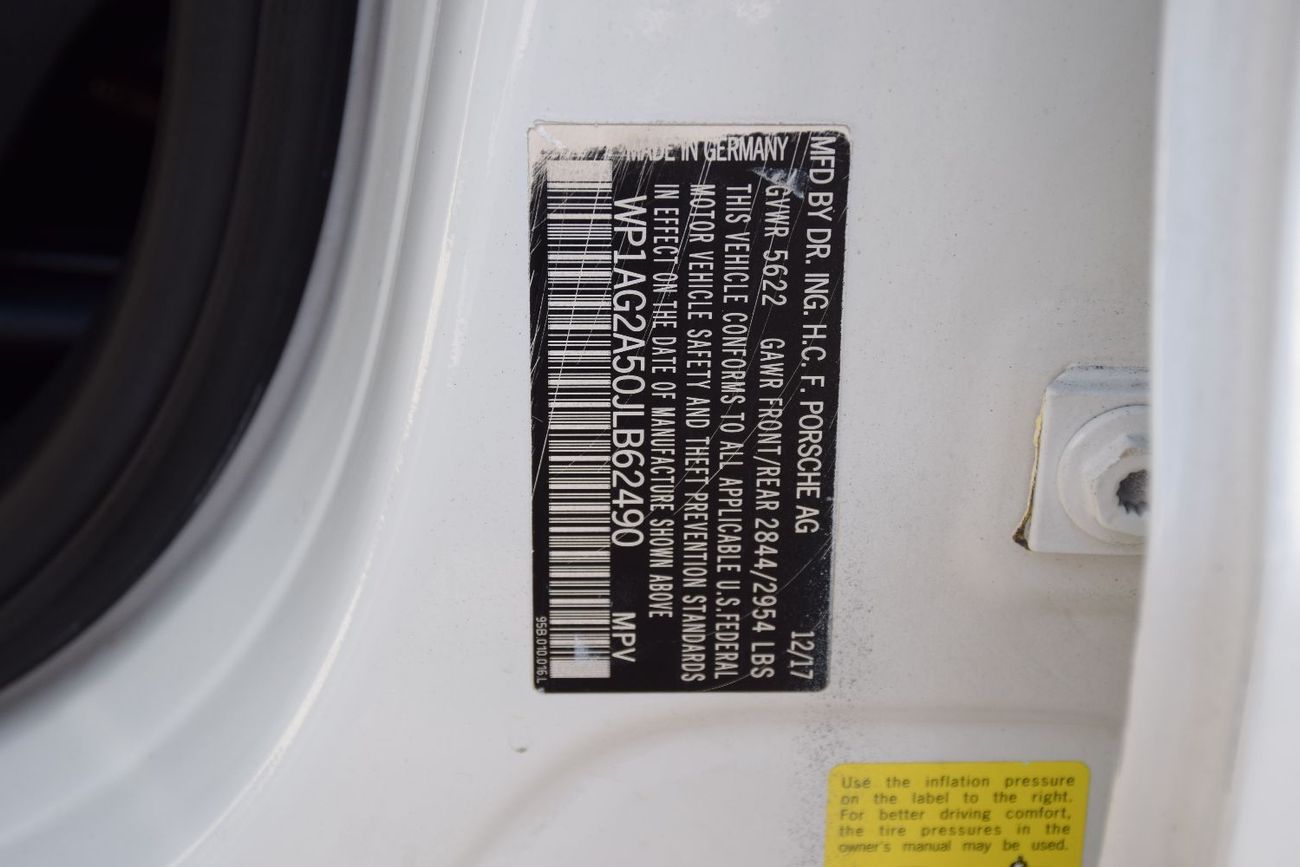 MFD BY DR. ING. H.C. F. PORSCHE AG 12/17
GVWR 5622 GAWR FRONT/REAR 2844/2954 LBS
THIS VEHICLE CONFORMS TO ALL APPLICABLE U.S.FEDERAL
MOTOR VEHICLE SAFETY AND THEFT PREVENTION STANDARDS
IN EFFECT ON THE DATE OF MANUFACTURE SHOWN ABOVE
WP1AG2A50JLB62490 MPV
MADE IN GERMANY
95B.010.016.L
Use the inflation pressure
on the label to the right.
For better driving comfort,
the tire pressures in the
owner's manual may be used.